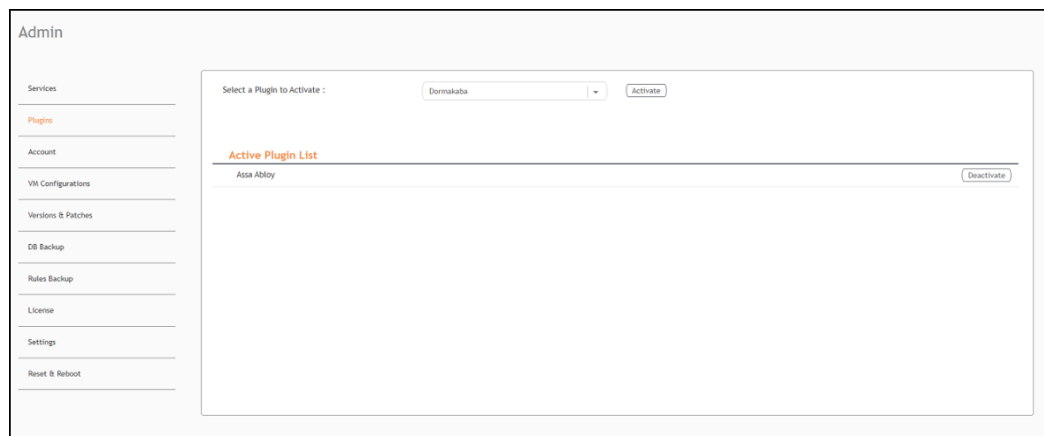 Admin
Services
Select a Plugin to Activate :
Dormakaba
Activate
Plugins
Account
Active Plugin List
Assa Abloy
Deactivate
VM Configurations
Versions & Patches
DB Backup
Rules Backup
License
Settings
Reset & Reboot